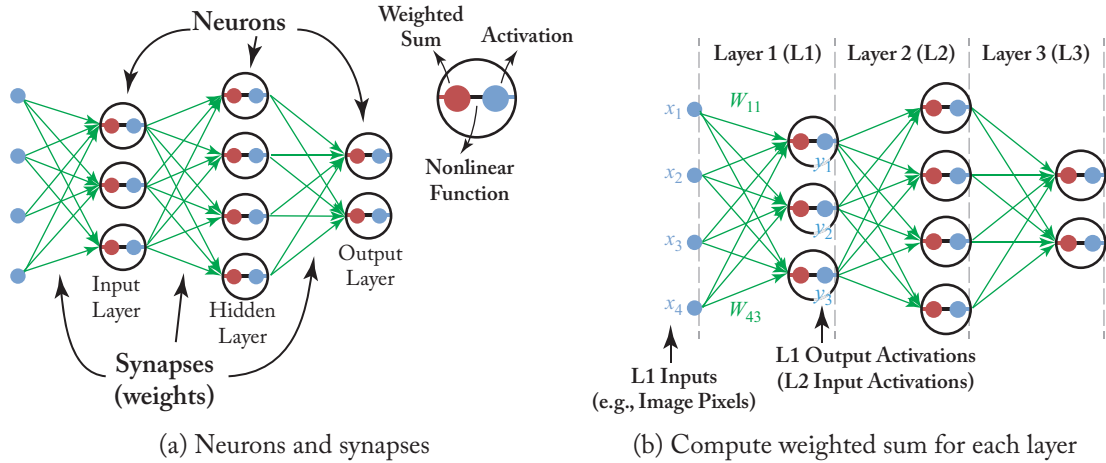 Neurons
Weighted
Sum
Activation
Nonlinear
Function
Input
Layer
Hidden
Layer
Output
Layer
Synapses
(weights)
(a) Neurons and synapses
Layer 1 (L1)
Layer 2 (L2)
Layer 3 (L3)
x1
x2
x3
x4
W11
W43
y1
y2
y3
L1 Inputs
(e.g., Image Pixels)
L1 Output Activations
(L2 Input Activations)
(b) Compute weighted sum for each layer